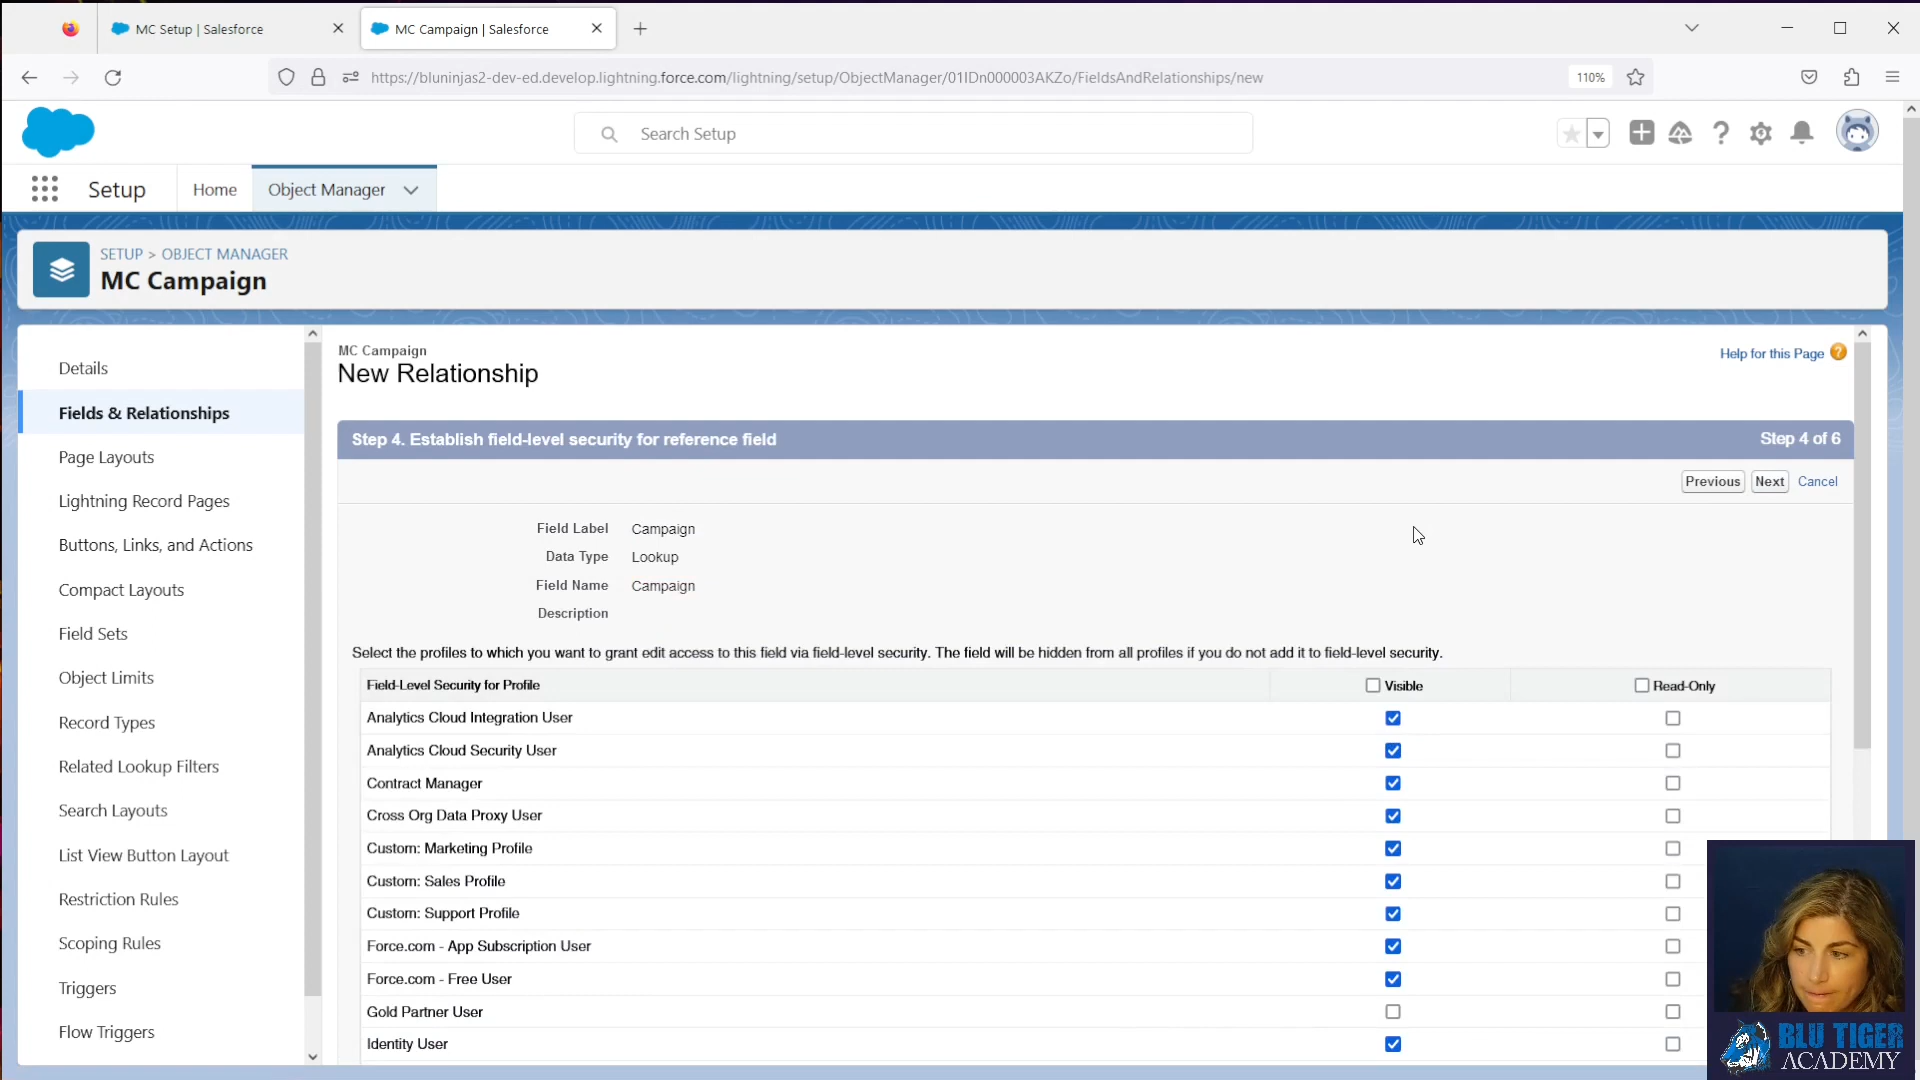 MC Setup | Salesforce
MC Campaign | Salesforce
https://bluninjas2-dev-ed.develop.lightning.force.com/lightning/setup/ObjectManager/01IDn000003AKZo/FieldsAndRelationships/new
110%
Search Setup
Setup
Home
Object Manager
SETUP > OBJECT MANAGER
MC Campaign
Details
Fields & Relationships
Page Layouts
Lightning Record Pages
Buttons, Links, and Actions
Compact Layouts
Field Sets
Object Limits
Record Types
Related Lookup Filters
Search Layouts
List View Button Layout
Restriction Rules
Scoping Rules
Triggers
Flow Triggers
MC Campaign
New Relationship
Help for this Page ?
Step 4. Establish field-level security for reference field
Step 4 of 6
Previous Next Cancel
Field Label Campaign
Data Type Lookup
Field Name Campaign
Description
Select the profiles to which you want to grant edit access to this field via field-level security. The field will be hidden from all profiles if you do not add it to field-level security.
Field-Level Security for Profile Visible Read-Only
Analytics Cloud Integration User
Analytics Cloud Security User
Contract Manager
Cross Org Data Proxy User
Custom: Marketing Profile
Custom: Sales Profile
Custom: Support Profile
Force.com - App Subscription User
Force.com - Free User
Gold Partner User
Identity User
BLU TIGER
ACADEMY